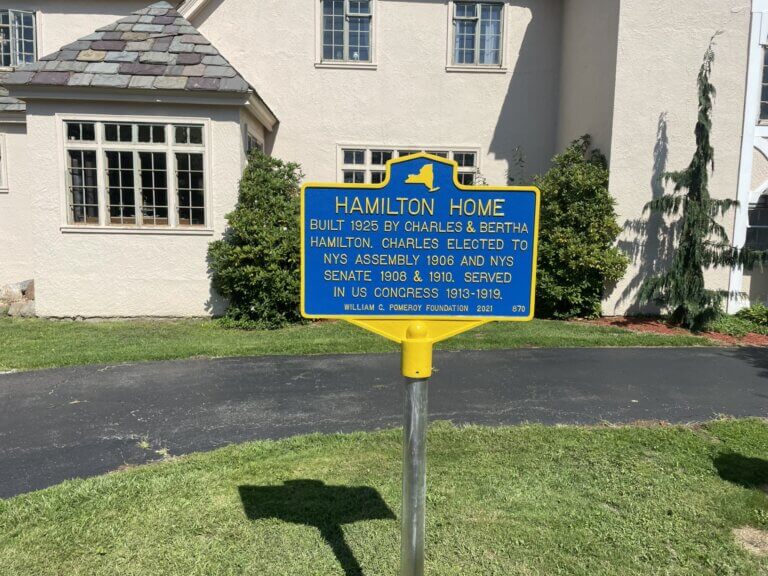 HAMILTON HOME
BUILT 1925 BY CHARLES & BERTHA
HAMILTON. CHARLES ELECTED TO
NYS ASSEMBLY 1906 AND NYS
SENATE 1908 & 1910. SERVED
IN US CONGRESS 1913-1919.
WILLIAM G. POMEROY FOUNDATION 2021 870